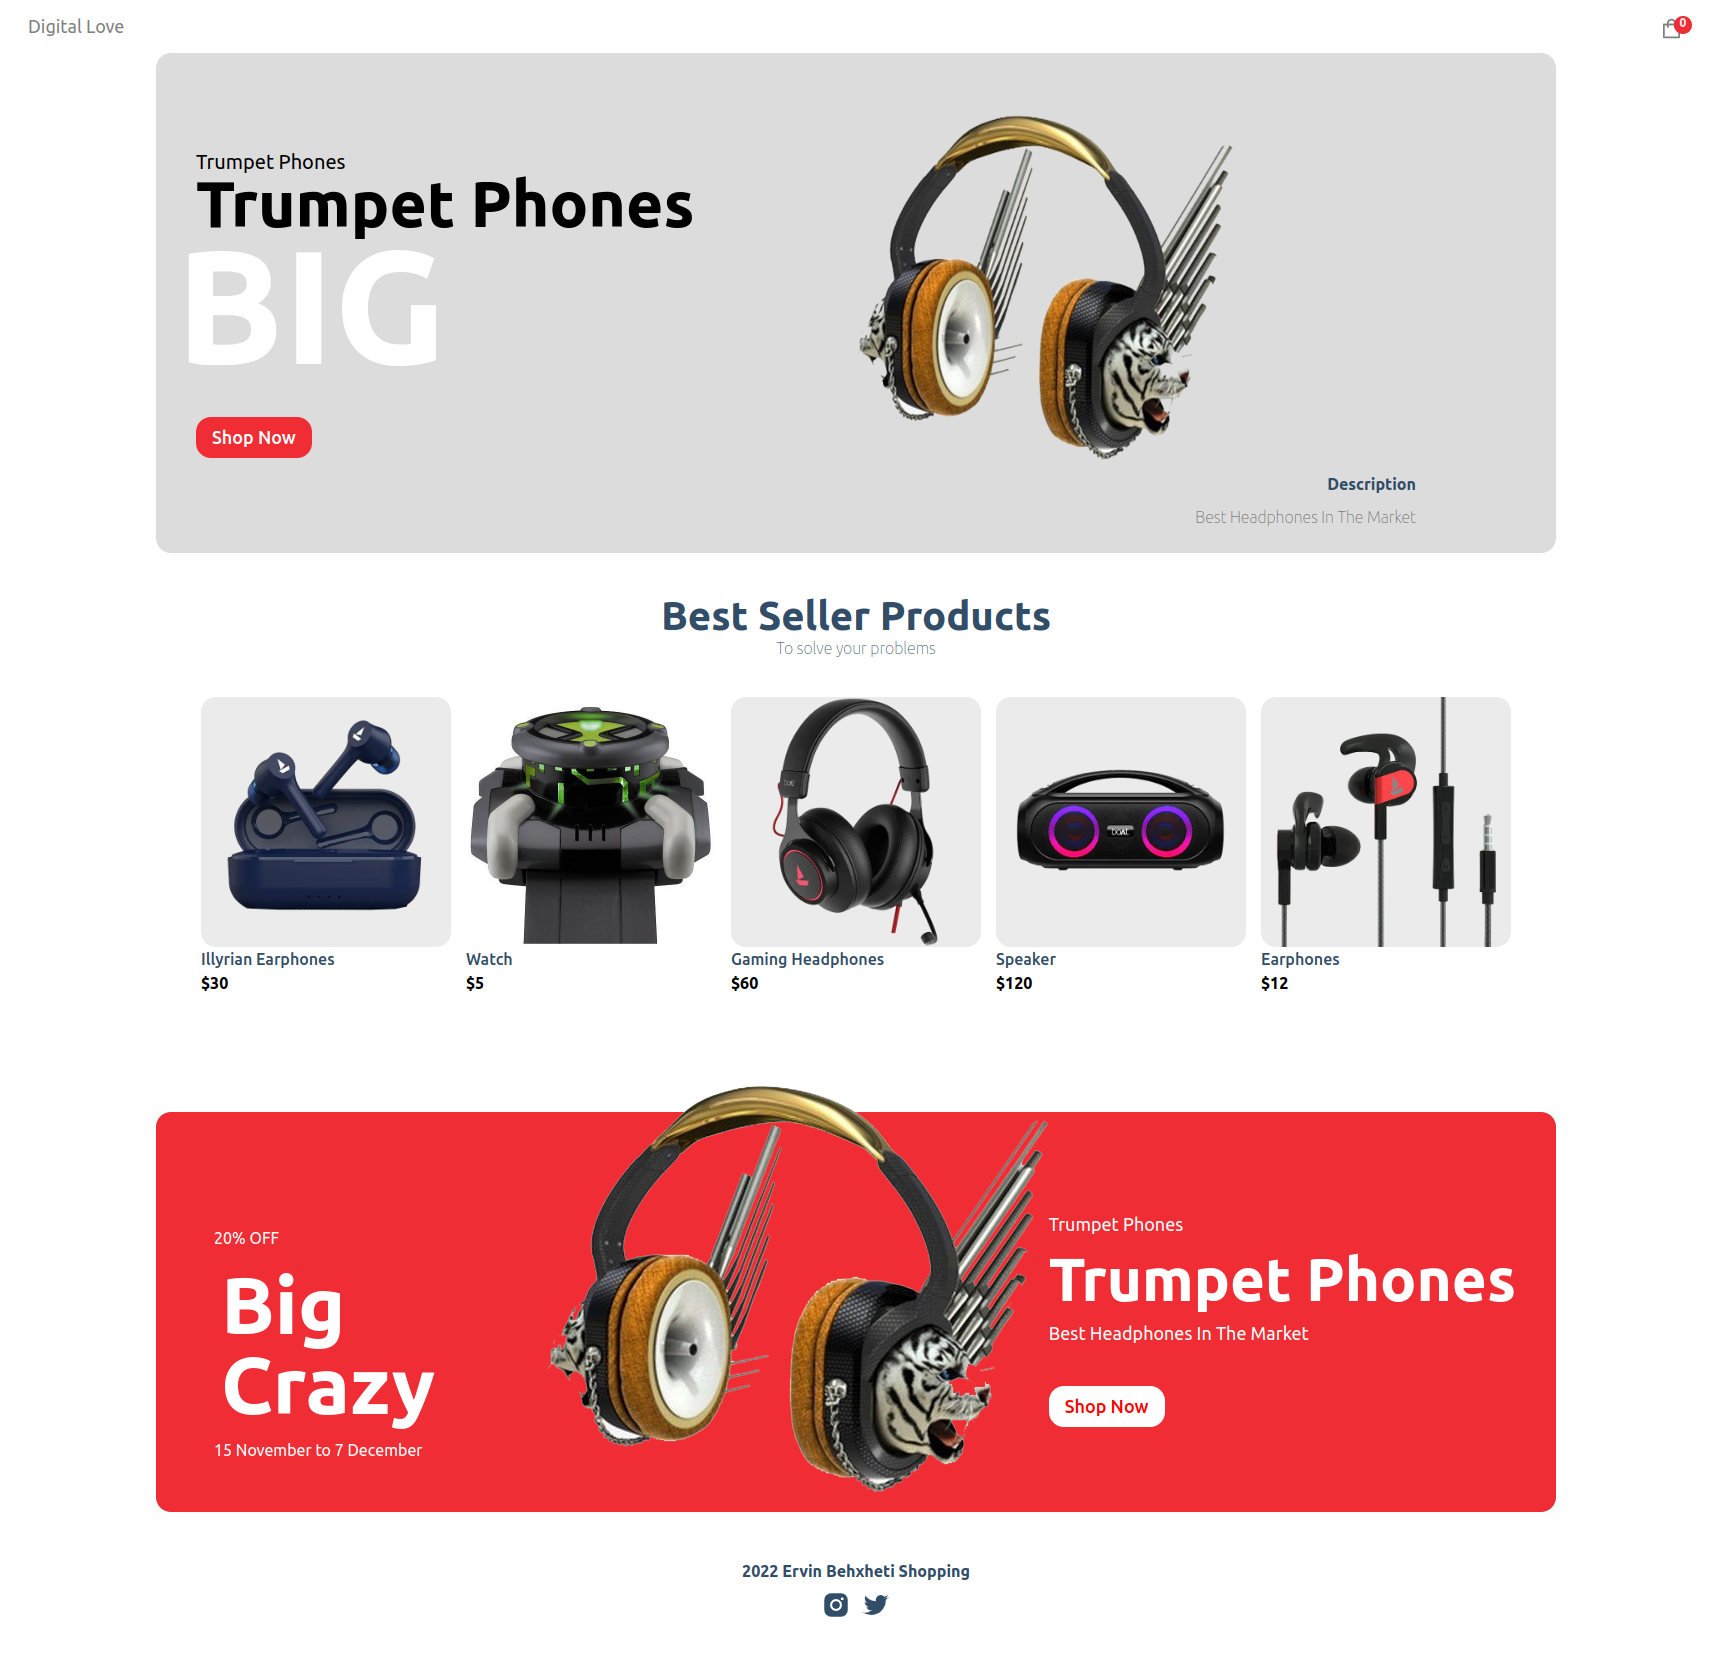 Digital Love
0
Trumpet Phones
Trumpet Phones
BIG
Shop Now
Description
Best Headphones In The Market
Best Seller Products
To solve your problems
Illyrian Earphones
$30
Watch
$5
Gaming Headphones
$60
Speaker
$120
Earphones
$12
20% OFF
Big
Crazy
15 November to 7 December
Trumpet Phones
Trumpet Phones
Best Headphones In The Market
Shop Now
2022 Ervin Behxheti Shopping